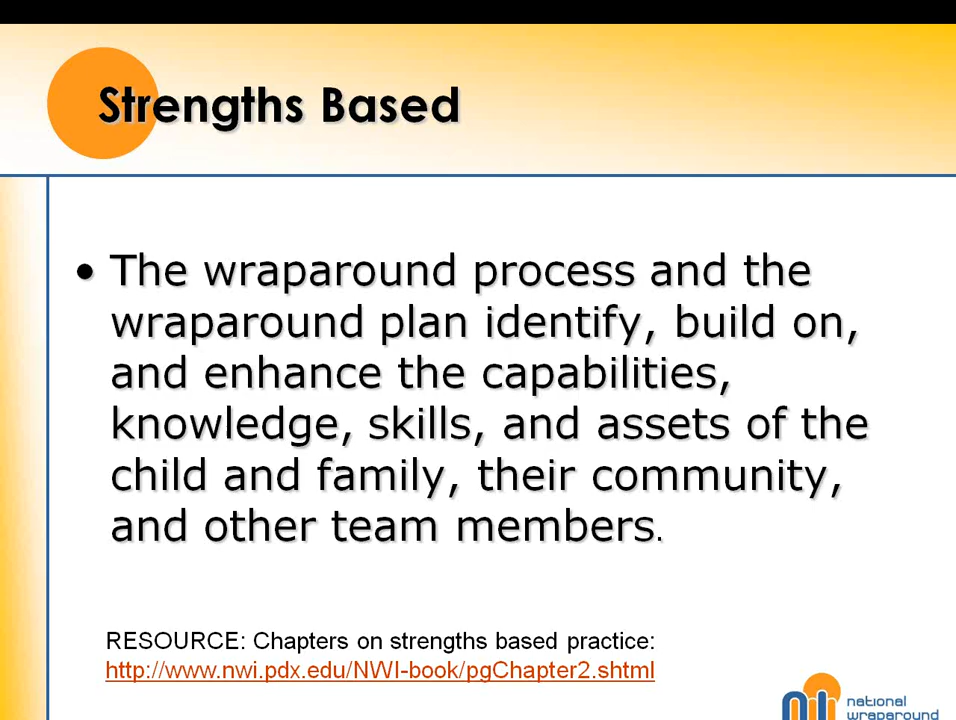 Strengths Based
• The wraparound process and the
wraparound plan identify, build on,
and enhance the capabilities,
knowledge, skills, and assets of the
child and family, their community,
and other team members.
RESOURCE: Chapters on strengths based practice:
http://www.nwi.pdx.edu/NWI-book/pgChapter2.shtml
national
wraparound